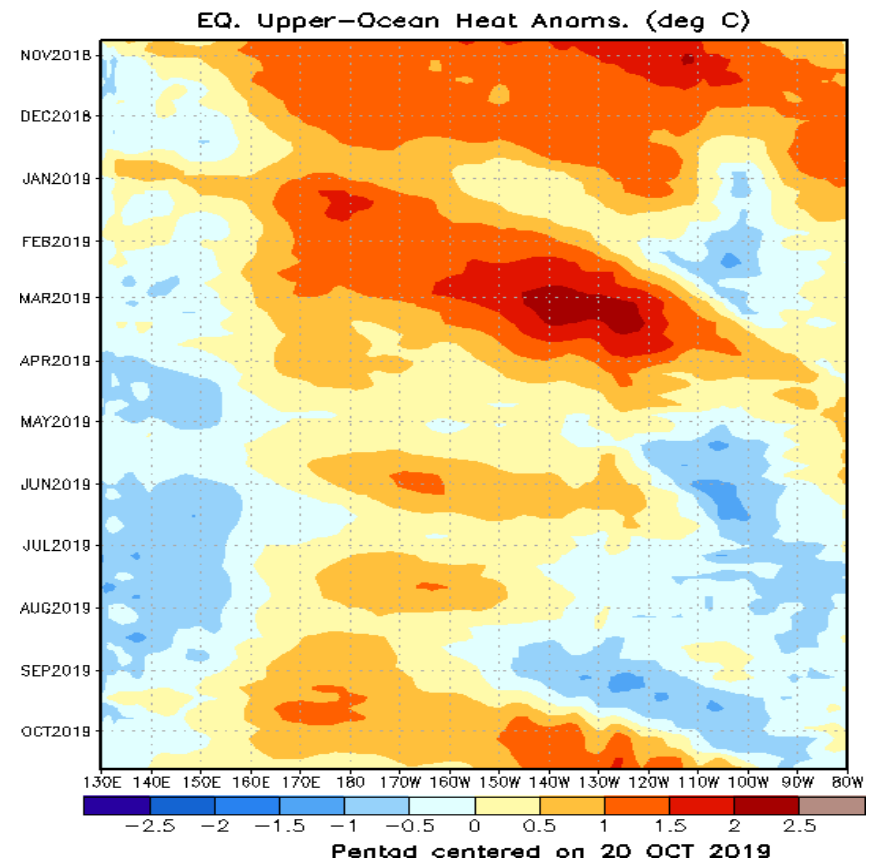 EQ. Upper-Ocean Heat Anoms. (deg C)
NOV2018
DEC2018
JAN2019
FEB2019
MAR2019
APR2019
MAY2019
JUN2019
JUL2019
AUG2019
SEP2019
OCT2019
130E 140E 150E 160E 170E 180 170W 160W 150W 140W 130W 120W 110W 100W 90W 80W
-2.5 -2 -1.5 -1 -0.5 0 0.5 1 1.5 2 2.5
Pentad centered on 20 OCT 2019